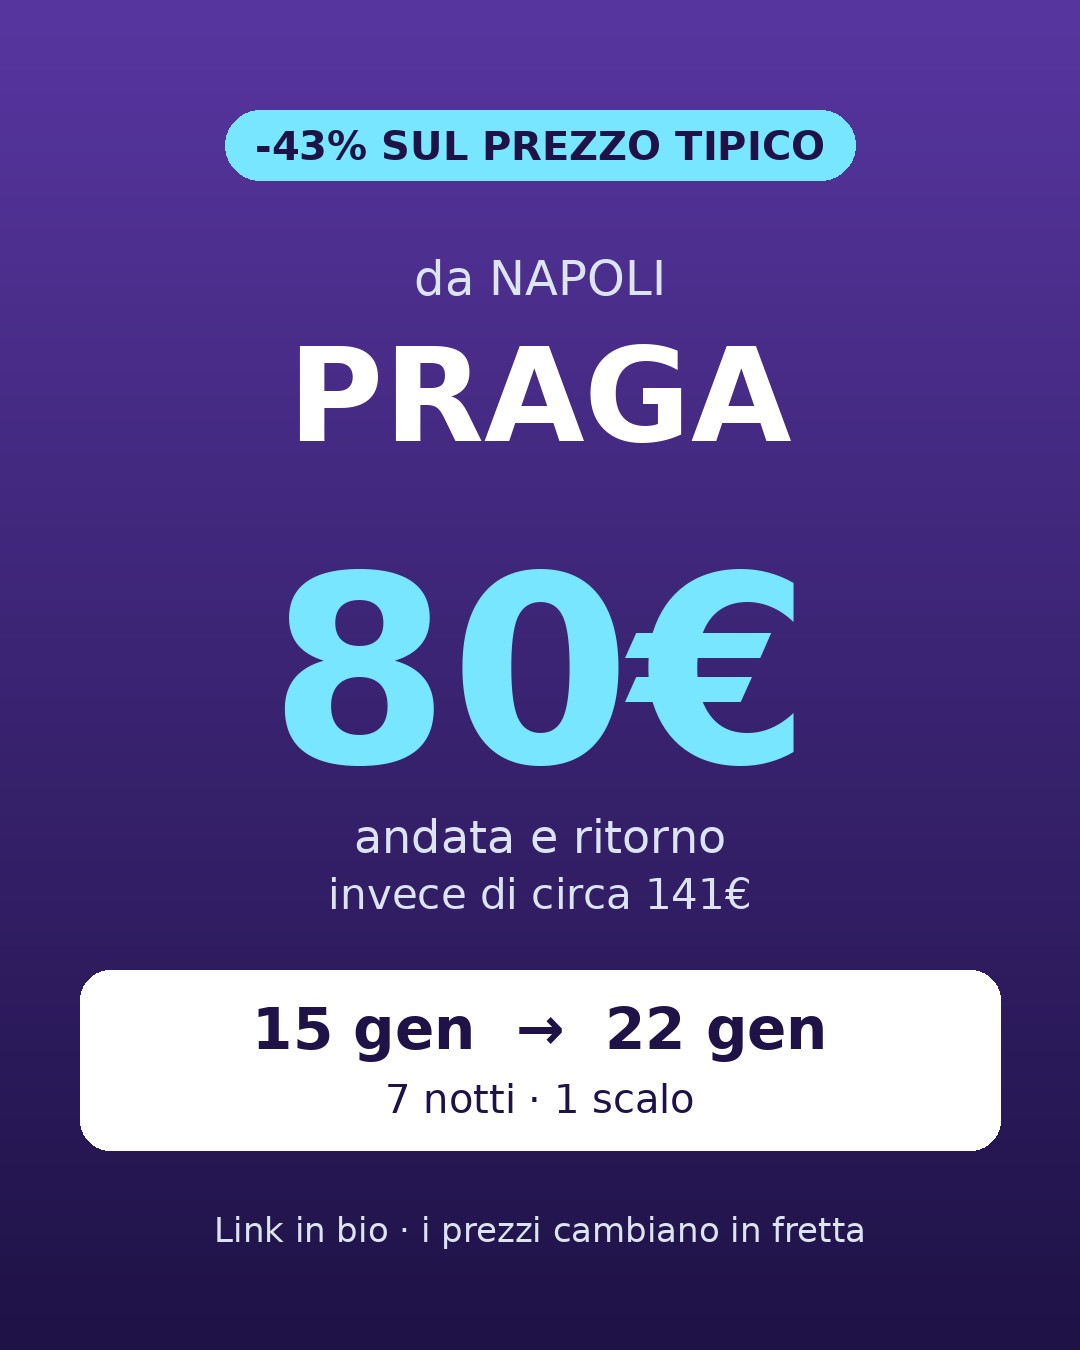 -43% SUL PREZZO TIPICO
da NAPOLI
PRAGA
80€
andata e ritorno
invece di circa 141€
15 gen → 22 gen
7 notti · 1 scalo
Link in bio · i prezzi cambiano in fretta